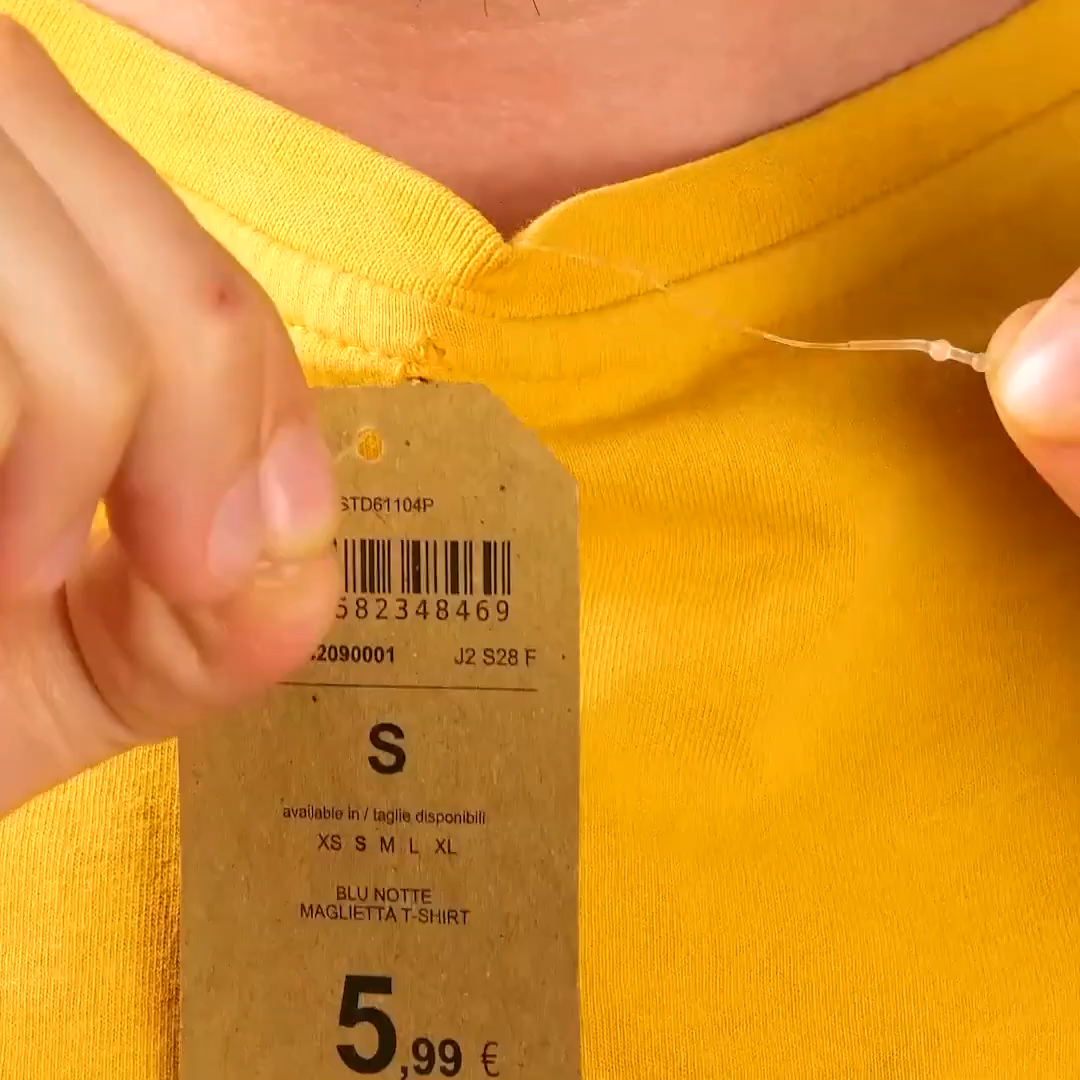 STD61104P
582348469
2090001 J2 S28 F
S
available in / taglie disponibili
XS S M L XL
BLU NOTTE
MAGLIETTA T-SHIRT
5,99 €